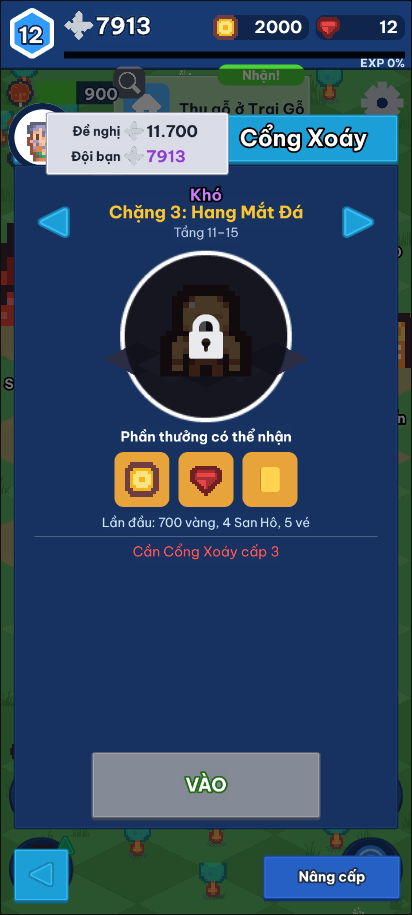 12
7913
2000
12
EXP 0%
900
Nhận!
Thu gỗ ở Trại Gỗ
Đề nghị 11.700
Đội bạn 7913
Cổng Xoáy
Khó
Chặng 3: Hang Mắt Đá
Tầng 11-15
Phần thưởng có thể nhận
Lần đầu: 700 vàng, 4 San Hô, 5 vé
Cần Cổng Xoáy cấp 3
VÀO
Nâng cấp